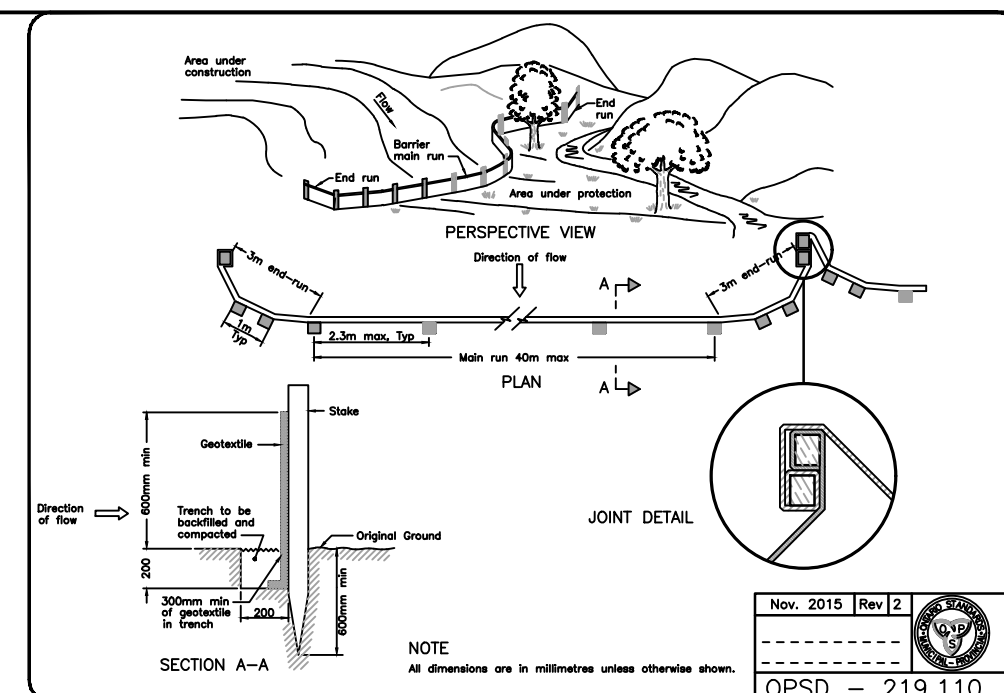 Area under
construction
Flow
Barrier
main run
End run
End
run
Area under protection
PERSPECTIVE VIEW
Direction of flow
3m end-run
3m end-run
A
1m
Typ
2.3m max, Typ
Main run 40m max
PLAN
A
Stake
Geotextile
600mm min
Direction
of flow
Trench to be
backfilled and
compacted
Original Ground
200
300mm min
of geotextile
in trench
200
600mm min
SECTION A-A
JOINT DETAIL
NOTE
All dimensions are in millimetres unless otherwise shown.
Nov. 2015 Rev 2
ONTARIO STANDARDS
MUNICIPAL - PROVINCIAL
O P S
OPSD - 219.110